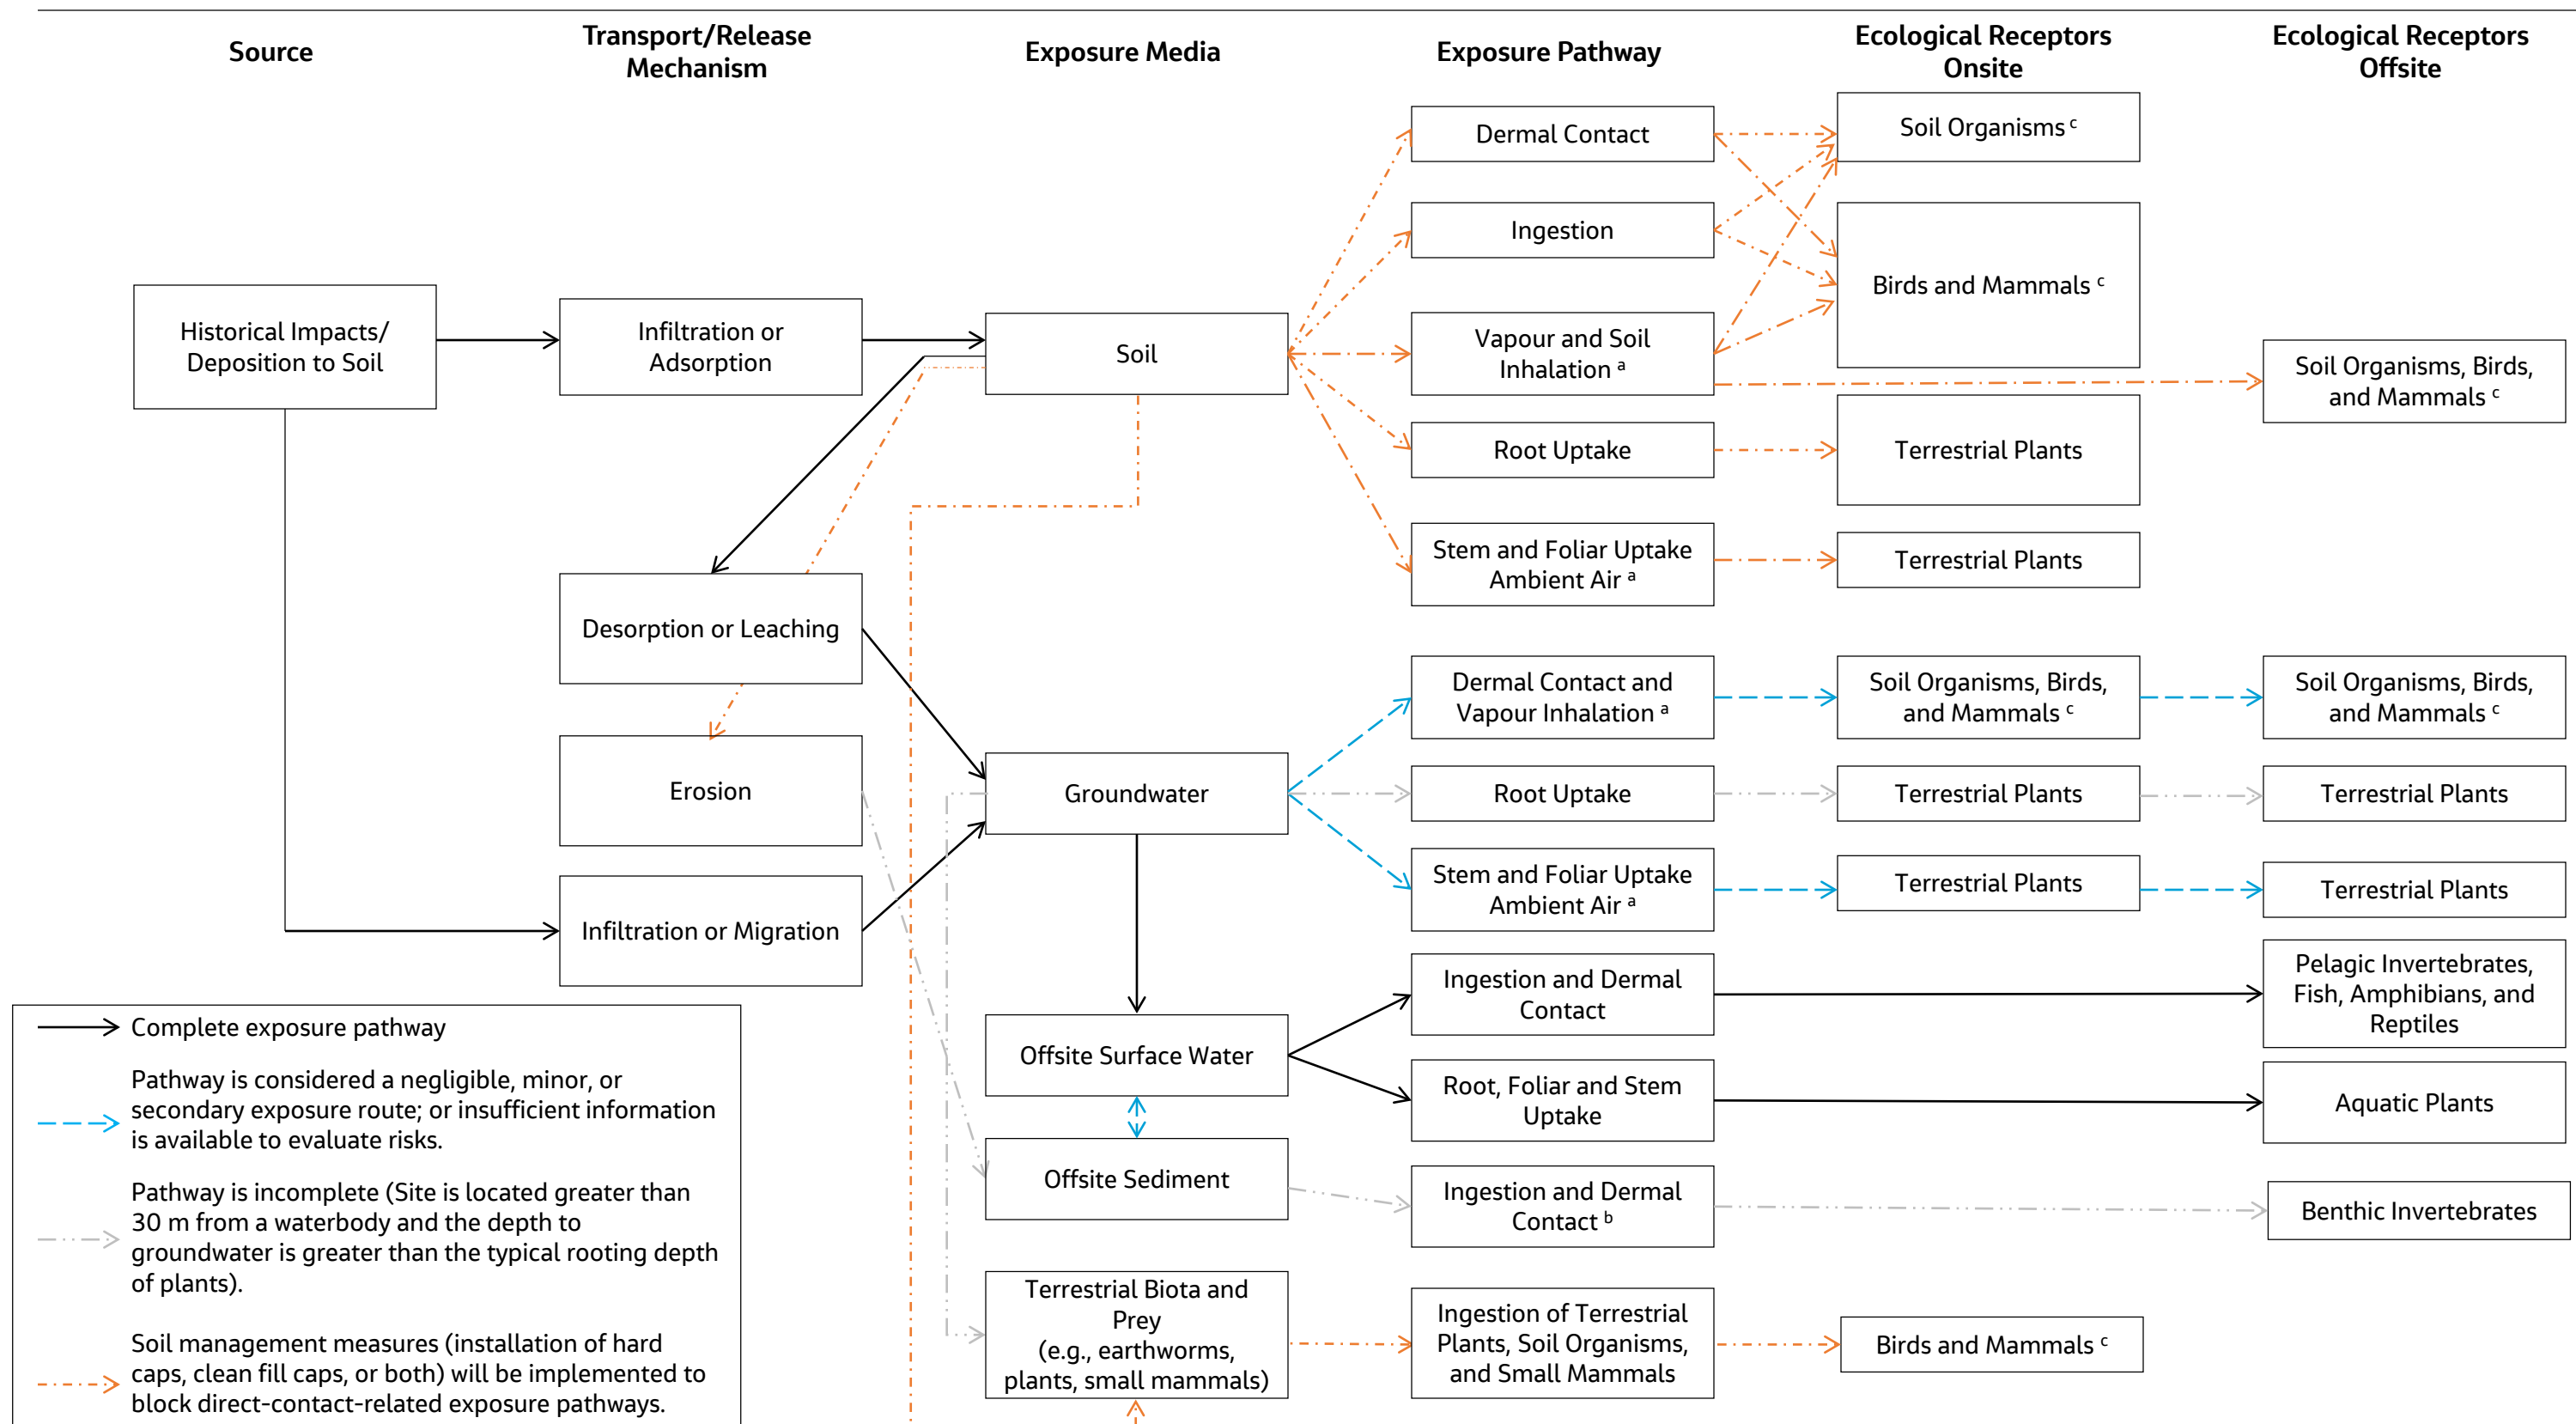 Source
Transport/Release
Mechanism
Exposure Media
Exposure Pathway
Ecological Receptors
Onsite
Ecological Receptors
Offsite
Historical Impacts/
Deposition to Soil
Infiltration or
Adsorption
Desorption or Leaching
Erosion
Infiltration or Migration
Soil
Groundwater
Offsite Surface Water
Offsite Sediment
Terrestrial Biota and
Prey
(e.g., earthworms,
plants, small mammals)
Dermal Contact
Ingestion
Vapour and Soil
Inhalation a
Root Uptake
Stem and Foliar Uptake
Ambient Air a
Dermal Contact and
Vapour Inhalation a
Root Uptake
Stem and Foliar Uptake
Ambient Air a
Ingestion and Dermal
Contact
Root, Foliar and Stem
Uptake
Ingestion and Dermal
Contact b
Ingestion of Terrestrial
Plants, Soil Organisms,
and Small Mammals
Soil Organisms c
Birds and Mammals c
Terrestrial Plants
Terrestrial Plants
Soil Organisms, Birds,
and Mammals c
Terrestrial Plants
Terrestrial Plants
Birds and Mammals c
Soil Organisms, Birds,
and Mammals c
Soil Organisms, Birds,
and Mammals c
Terrestrial Plants
Terrestrial Plants
Pelagic Invertebrates,
Fish, Amphibians, and
Reptiles
Aquatic Plants
Benthic Invertebrates
Complete exposure pathway
Pathway is considered a negligible, minor, or
secondary exposure route; or insufficient information
is available to evaluate risks.
Pathway is incomplete (Site is located greater than
30 m from a waterbody and the depth to
groundwater is greater than the typical rooting depth
of plants).
Soil management measures (installation of hard
caps, clean fill caps, or both) will be implemented to
block direct-contact-related exposure pathways.